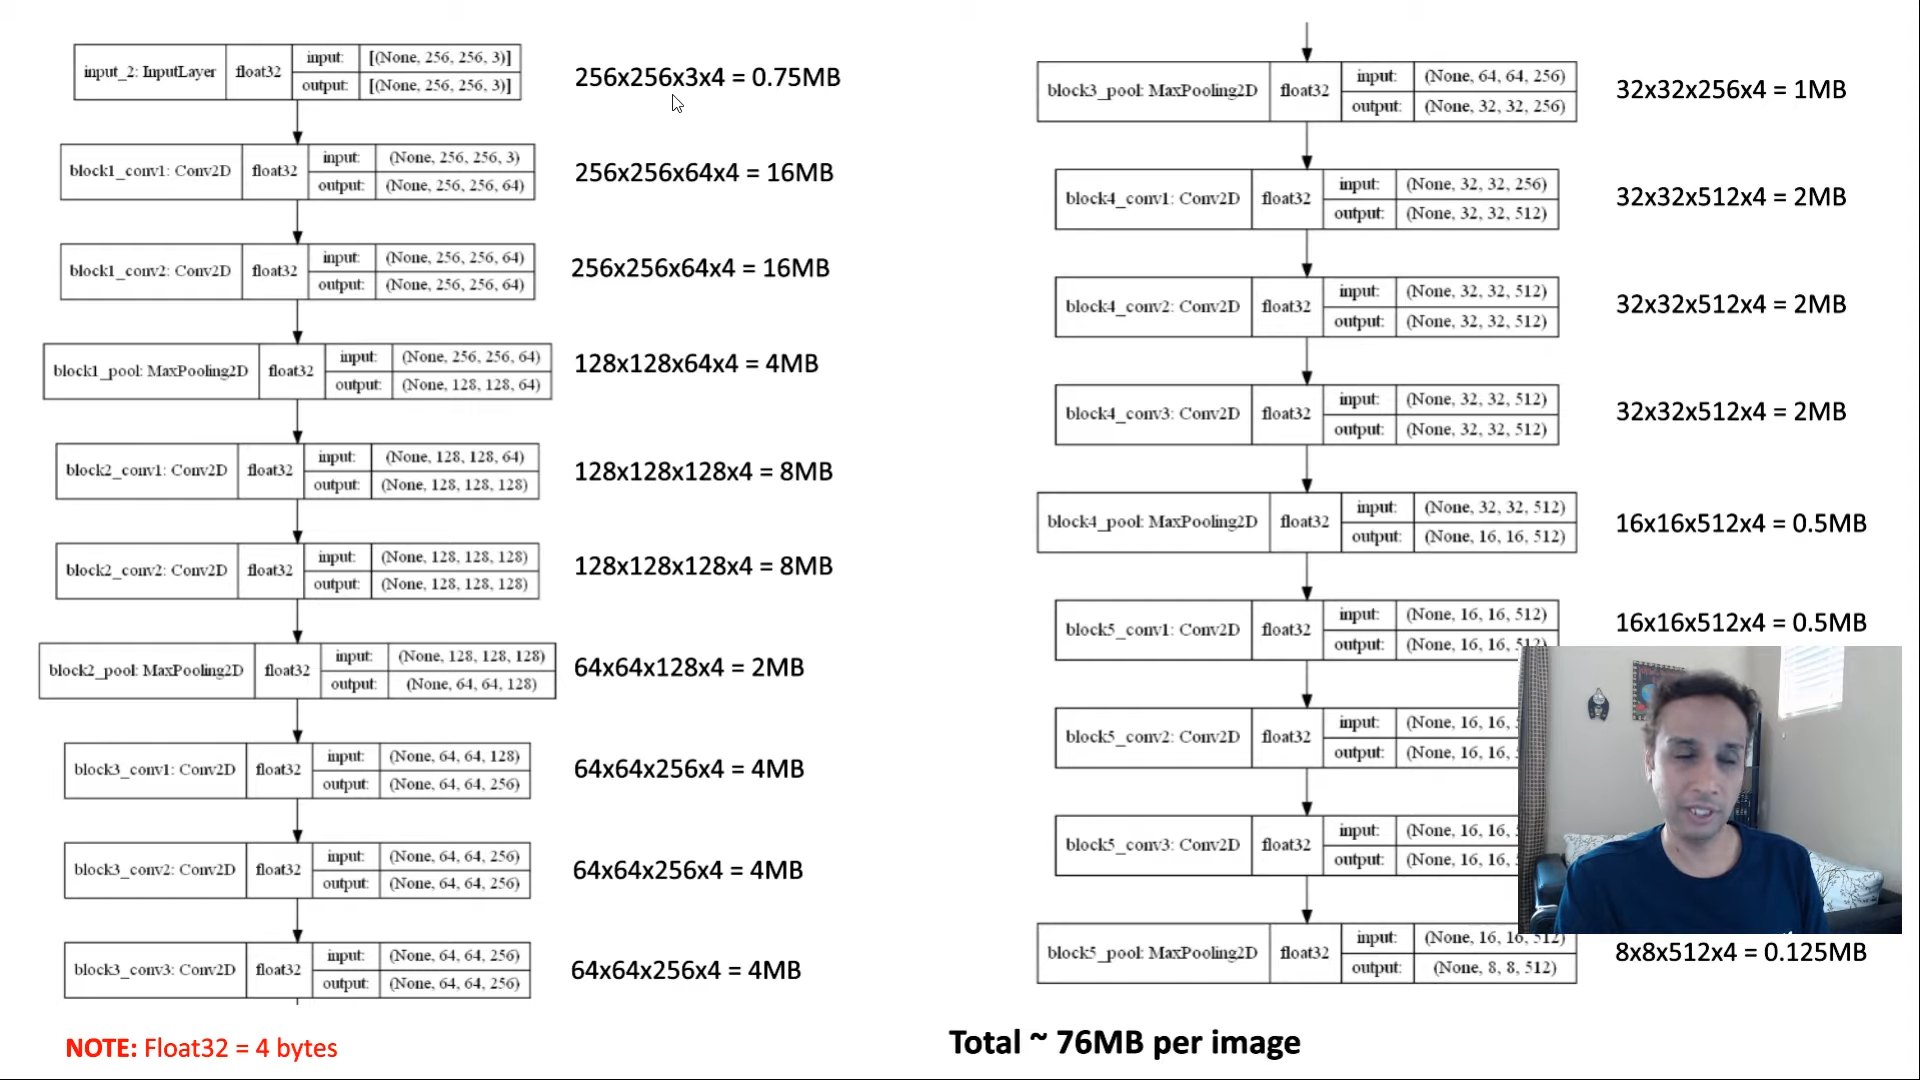 input_2: InputLayer float32 input: [(None, 256, 256, 3)]
output: [(None, 256, 256, 3)]
256x256x3x4 = 0.75MB
block1_conv1: Conv2D float32 input: (None, 256, 256, 3)
output: (None, 256, 256, 64)
256x256x64x4 = 16MB
block1_conv2: Conv2D float32 input: (None, 256, 256, 64)
output: (None, 256, 256, 64)
256x256x64x4 = 16MB
block1_pool: MaxPooling2D float32 input: (None, 256, 256, 64)
output: (None, 128, 128, 64)
128x128x64x4 = 4MB
block2_conv1: Conv2D float32 input: (None, 128, 128, 64)
output: (None, 128, 128, 128)
128x128x128x4 = 8MB
block2_conv2: Conv2D float32 input: (None, 128, 128, 128)
output: (None, 128, 128, 128)
128x128x128x4 = 8MB
block2_pool: MaxPooling2D float32 input: (None, 128, 128, 128)
output: (None, 64, 64, 128)
64x64x128x4 = 2MB
block3_conv1: Conv2D float32 input: (None, 64, 64, 128)
output: (None, 64, 64, 256)
64x64x256x4 = 4MB
block3_conv2: Conv2D float32 input: (None, 64, 64, 256)
output: (None, 64, 64, 256)
64x64x256x4 = 4MB
block3_conv3: Conv2D float32 input: (None, 64, 64, 256)
output: (None, 64, 64, 256)
64x64x256x4 = 4MB
NOTE: Float32 = 4 bytes
block3_pool: MaxPooling2D float32 input: (None, 64, 64, 256)
output: (None, 32, 32, 256)
32x32x256x4 = 1MB
block4_conv1: Conv2D float32 input: (None, 32, 32, 256)
output: (None, 32, 32, 512)
32x32x512x4 = 2MB
block4_conv2: Conv2D float32 input: (None, 32, 32, 512)
output: (None, 32, 32, 512)
32x32x512x4 = 2MB
block4_conv3: Conv2D float32 input: (None, 32, 32, 512)
output: (None, 32, 32, 512)
32x32x512x4 = 2MB
block4_pool: MaxPooling2D float32 input: (None, 32, 32, 512)
output: (None, 16, 16, 512)
16x16x512x4 = 0.5MB
block5_conv1: Conv2D float32 input: (None, 16, 16, 512)
output: (None, 16, 16, 512)
16x16x512x4 = 0.5MB
block5_conv2: Conv2D float32 input: (None, 16, 16,
output: (None, 16, 16,
block5_conv3: Conv2D float32 input: (None, 16, 16,
output: (None, 16, 16,
block5_pool: MaxPooling2D float32 input: (None, 16, 16, 512)
output: (None, 8, 8, 512)
8x8x512x4 = 0.125MB
Total ~ 76MB per image